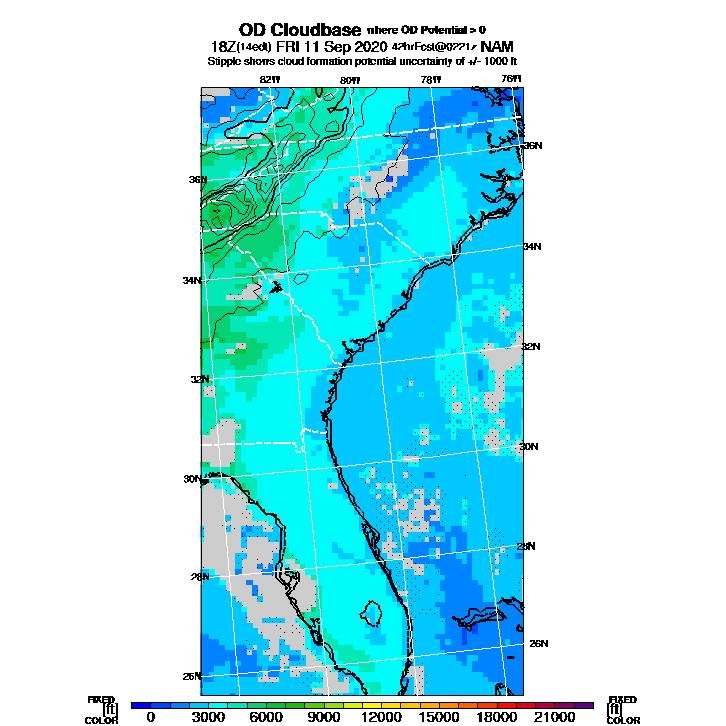 OD Cloudbase where OD Potential > 0
18Z(14edt) FRI 11 Sep 2020 42hrFcst@0221z NAM
Stipple shows cloud formation potential uncertainty of +/- 1000 ft
82W 80W 78W 76W
36N
36N
34N
34N
32N
32N
30N
30N
28N
28N
26N
26N
FIXED FIXED
[ft] [ft]
COLOR 0 3000 6000 9000 12000 15000 18000 21000 COLOR